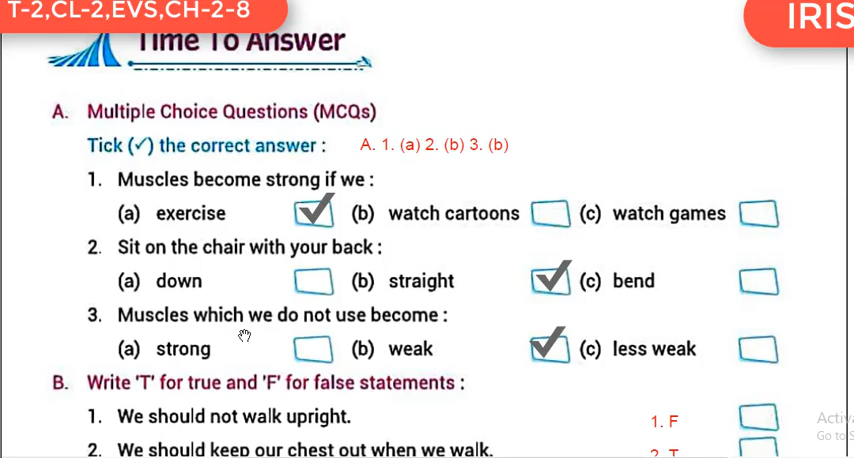 T-2,CL-2,EVS,CH-2-8
IRIS
Time To Answer
A. Multiple Choice Questions (MCQs)
Tick (✓) the correct answer : A. 1. (a) 2. (b) 3. (b)
1. Muscles become strong if we :
(a) exercise (b) watch cartoons (c) watch games
2. Sit on the chair with your back :
(a) down (b) straight (c) bend
3. Muscles which we do not use become :
(a) strong (b) weak (c) less weak
B. Write 'T' for true and 'F' for false statements :
1. We should not walk upright. 1. F
Activ
Go to S
2. We should keep our chest out when we walk. 2. T